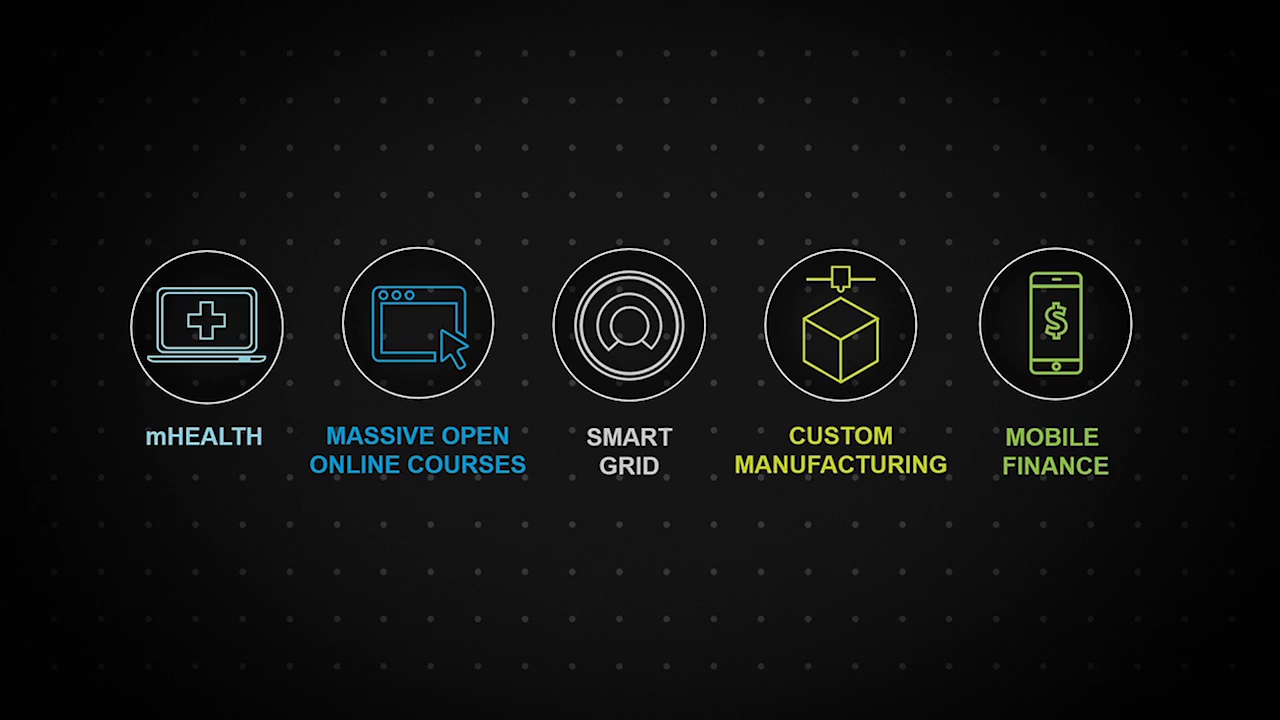 mHEALTH
MASSIVE OPEN
ONLINE COURSES
SMART
GRID
CUSTOM
MANUFACTURING
MOBILE
FINANCE